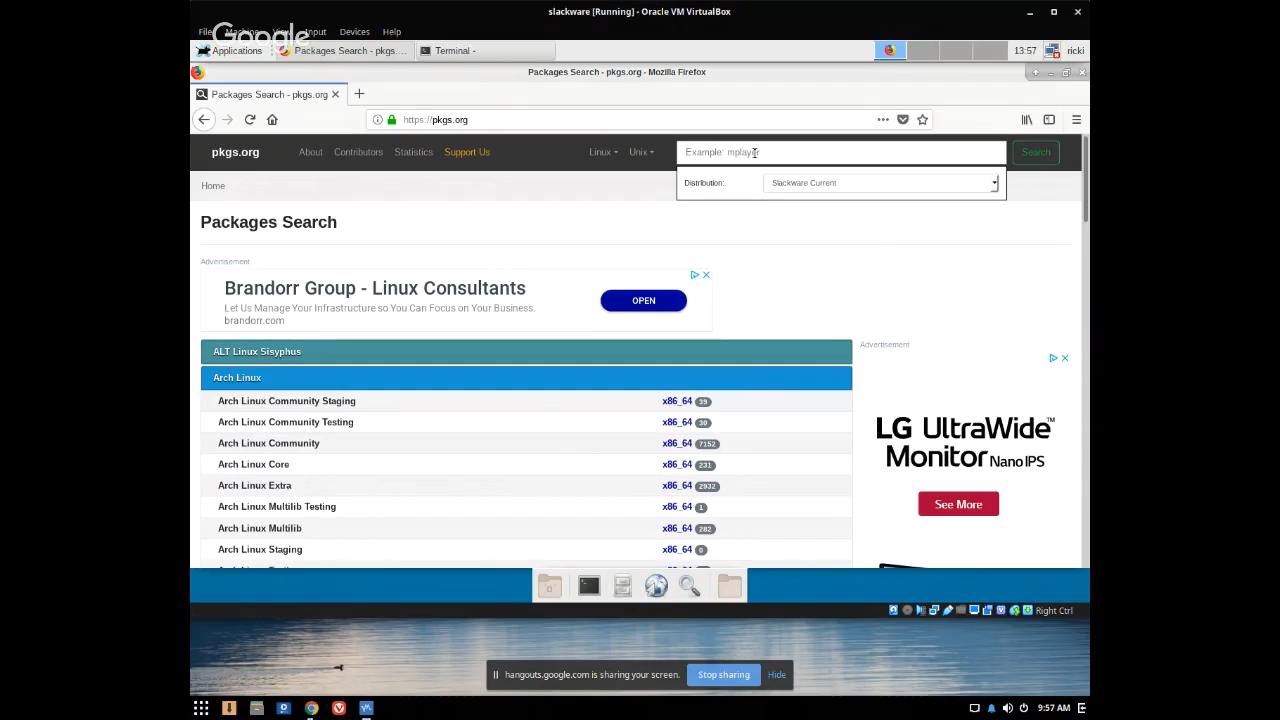 slackware [Running] - Oracle VM VirtualBox
File Machine View Input Devices Help
Google
Applications Packages Search - pkgs.... Terminal - 13:57 ricki
Packages Search - pkgs.org - Mozilla Firefox
Packages Search - pkgs.org
https://pkgs.org
pkgs.org About Contributors Statistics Support Us Linux Unix Example: mplayer Search
Distribution: Slackware Current
Home
Packages Search
Advertisement
Brandorr Group - Linux Consultants
Let Us Manage Your Infrastructure so You Can Focus on Your Business.
brandorr.com
OPEN
ALT Linux Sisyphus
Arch Linux
Arch Linux Community Staging x86_64 39
Arch Linux Community Testing x86_64 30
Arch Linux Community x86_64 7152
Arch Linux Core x86_64 231
Arch Linux Extra x86_64 2932
Arch Linux Multilib Testing x86_64 1
Arch Linux Multilib x86_64 282
Arch Linux Staging x86_64 0
Advertisement
LG UltraWide™
Monitor Nano IPS
See More
Right Ctrl
hangouts.google.com is sharing your screen. Stop sharing Hide
9:57 AM